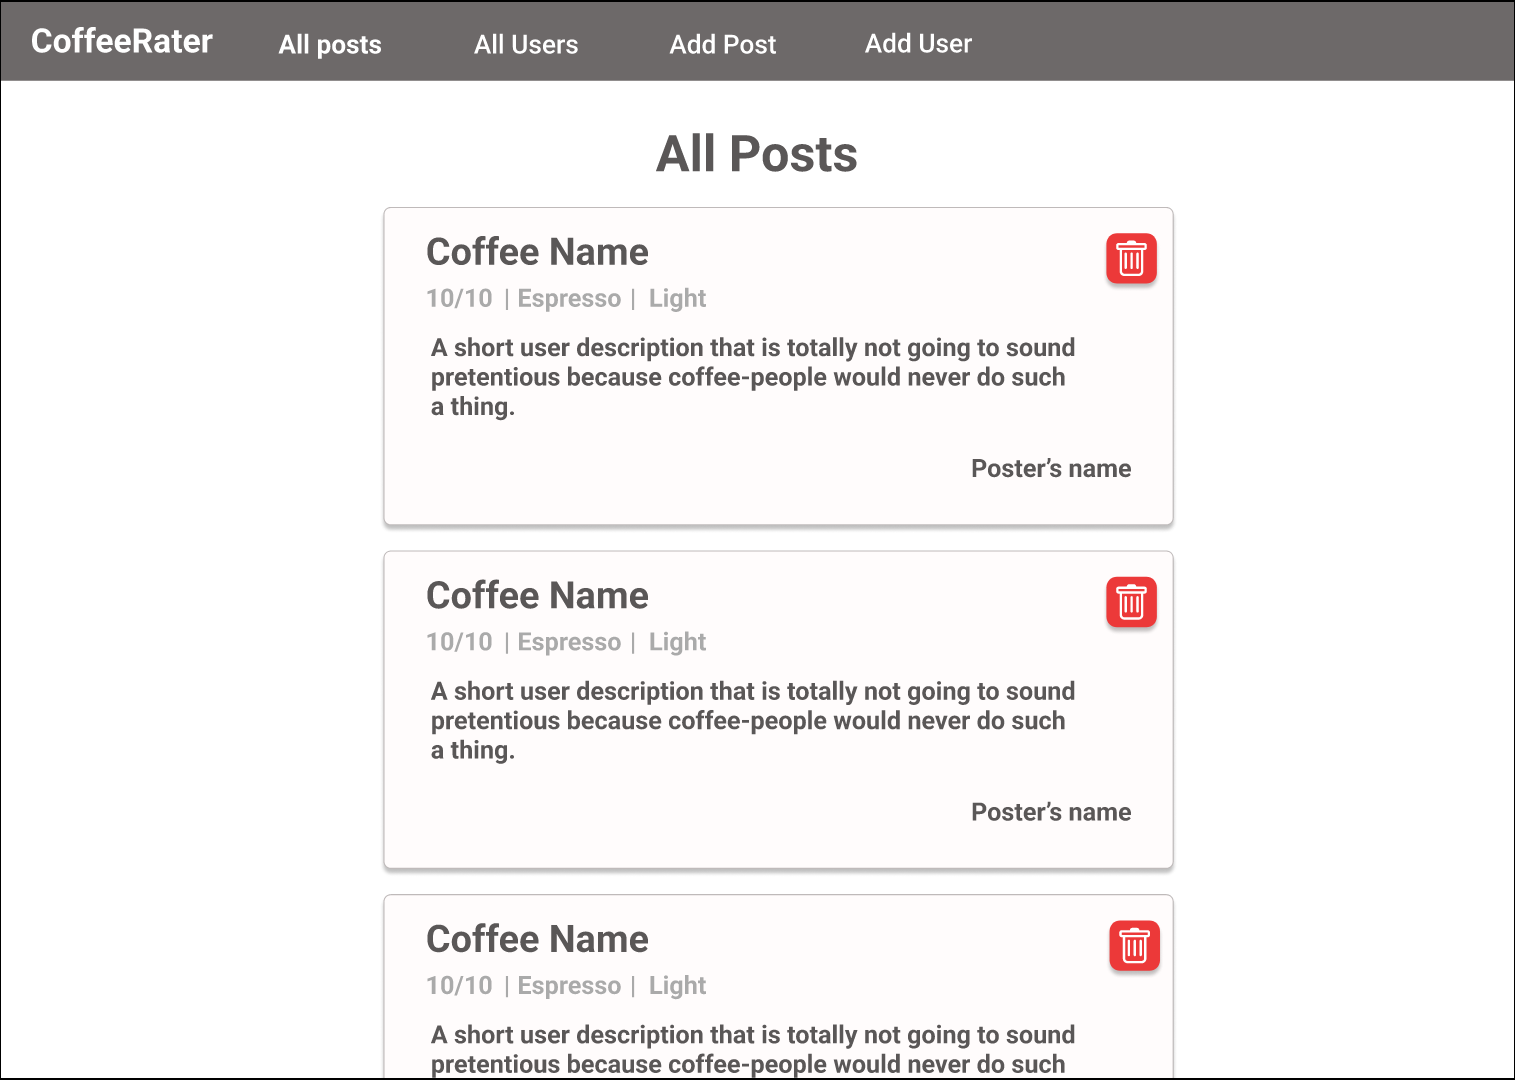 CoffeeRater All posts All Users Add Post Add User
All Posts
Coffee Name
10/10 | Espresso | Light
A short user description that is totally not going to sound
pretentious because coffee-people would never do such
a thing.
Poster’s name
Coffee Name
10/10 | Espresso | Light
A short user description that is totally not going to sound
pretentious because coffee-people would never do such
a thing.
Poster’s name
Coffee Name
10/10 | Espresso | Light
A short user description that is totally not going to sound
pretentious because coffee-people would never do such